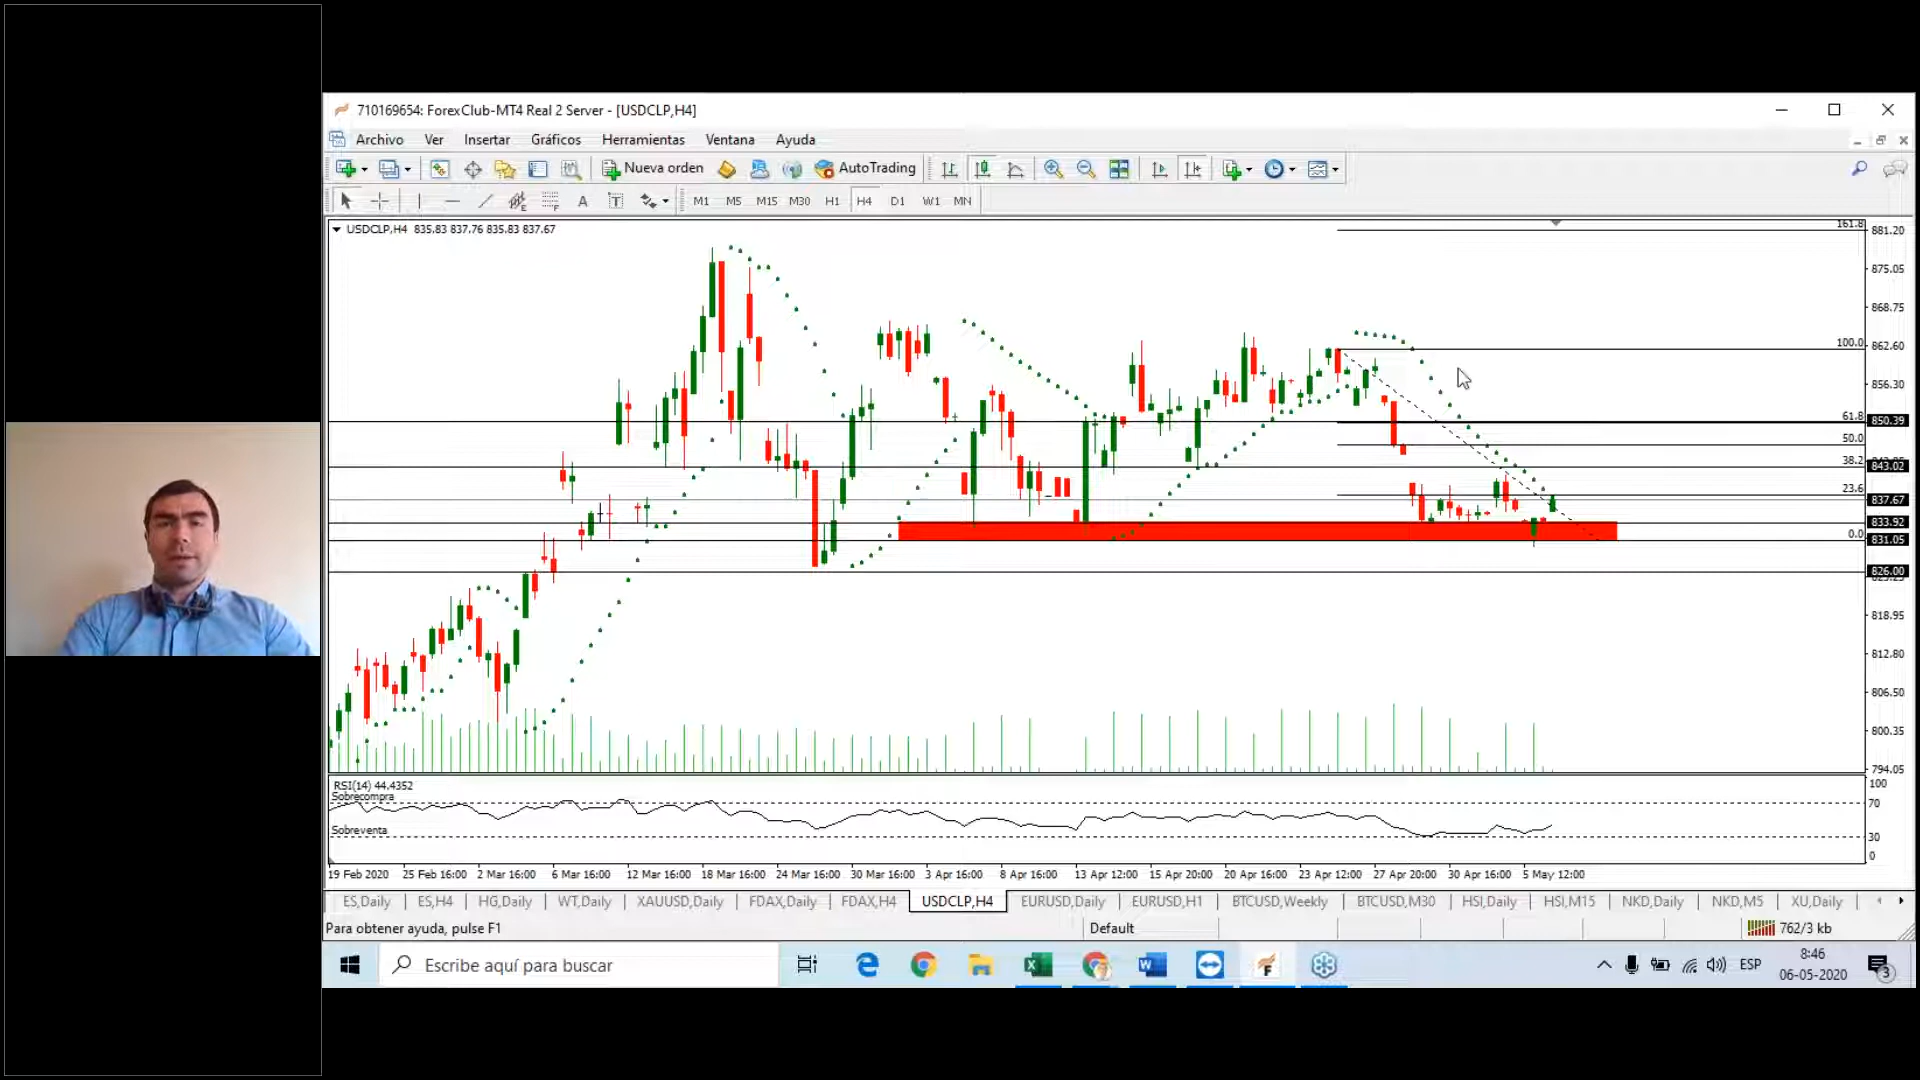 710169654: ForexClub-MT4 Real 2 Server - [USDCLP,H4]
Archivo Ver Insertar Gráficos Herramientas Ventana Ayuda
Nueva orden AutoTrading
A T M1 M5 M15 M30 H1 H4 D1 W1 MN
USDCLP,H4 835.83 837.76 835.83 837.67
161.8
881.20
875.05
868.75
100.0
862.60
856.30
61.8
850.39
50.0
38.2
843.02
23.6
837.67
833.92
0.0
831.05
826.00
818.95
812.80
806.50
800.35
794.05
RSI(14) 44.4352
100
Sobrecompra
70
Sobreventa
30
0
19 Feb 2020 25 Feb 16:00 2 Mar 16:00 6 Mar 16:00 12 Mar 16:00 18 Mar 16:00 24 Mar 16:00 30 Mar 16:00 3 Apr 16:00 8 Apr 16:00 13 Apr 12:00 15 Apr 20:00 20 Apr 16:00 23 Apr 12:00 27 Apr 20:00 30 Apr 16:00 5 May 12:00
ES,Daily ES,H4 HG,Daily WT,Daily XAUUSD,Daily FDAX,Daily FDAX,H4 USDCLP,H4 EURUSD,Daily EURUSD,H1 BTCUSD,Weekly BTCUSD,M30 HSI,Daily HSI,M15 NKD,Daily NKD,M5 XU,Daily
Para obtener ayuda, pulse F1 Default 762/3 kb
Escribe aquí para buscar
ESP
8:46
06-05-2020
3